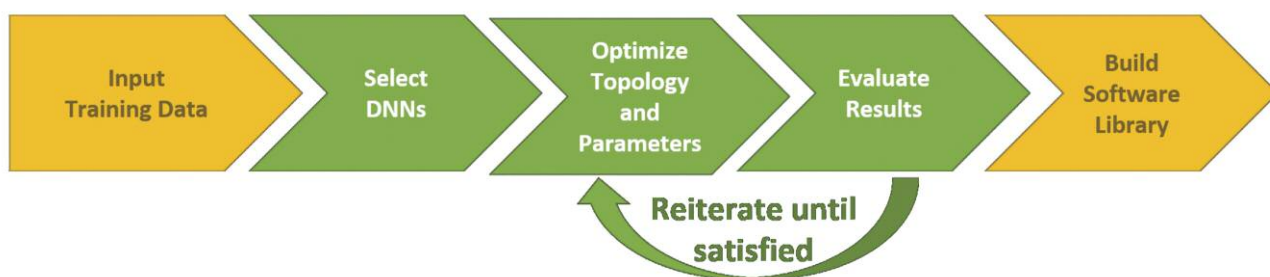 Input
Training Data
Select
DNNs
Optimize
Topology
and
Parameters
Evaluate
Results
Build
Software
Library
Reiterate until
satisfied